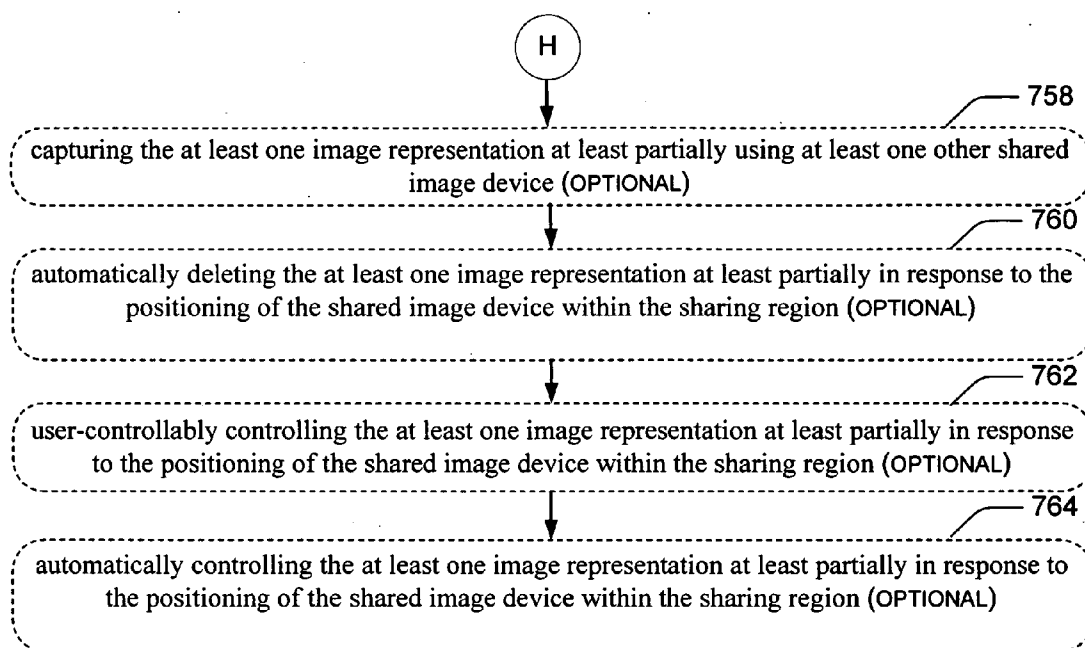 H
758
capturing the at least one image representation at least partially using at least one other shared
image device (OPTIONAL)
760
automatically deleting the at least one image representation at least partially in response to the
positioning of the shared image device within the sharing region (OPTIONAL)
762
user-controllably controlling the at least one image representation at least partially in response
to the positioning of the shared image device within the sharing region (OPTIONAL)
764
automatically controlling the at least one image representation at least partially in response to
the positioning of the shared image device within the sharing region (OPTIONAL)